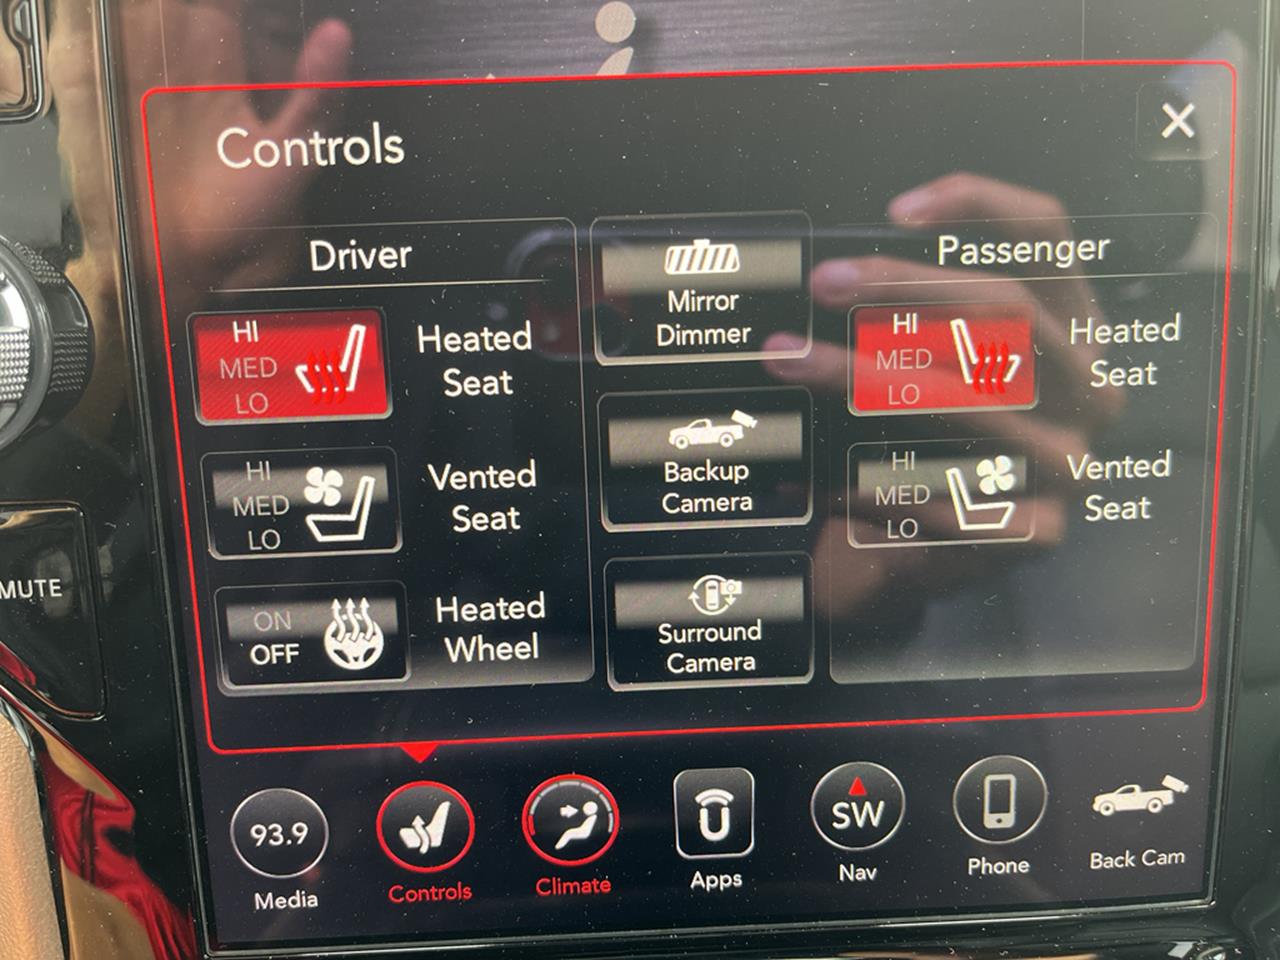 Controls
Driver
HI
MED
LO
Heated
Seat
HI
MED
LO
Vented
Seat
ON
OFF
Heated
Wheel
Mirror
Dimmer
Backup
Camera
Surround
Camera
Passenger
HI
MED
LO
Heated
Seat
HI
MED
LO
Vented
Seat
MUTE
93.9
Media
Controls
Climate
Apps
SW
Nav
Phone
Back Cam